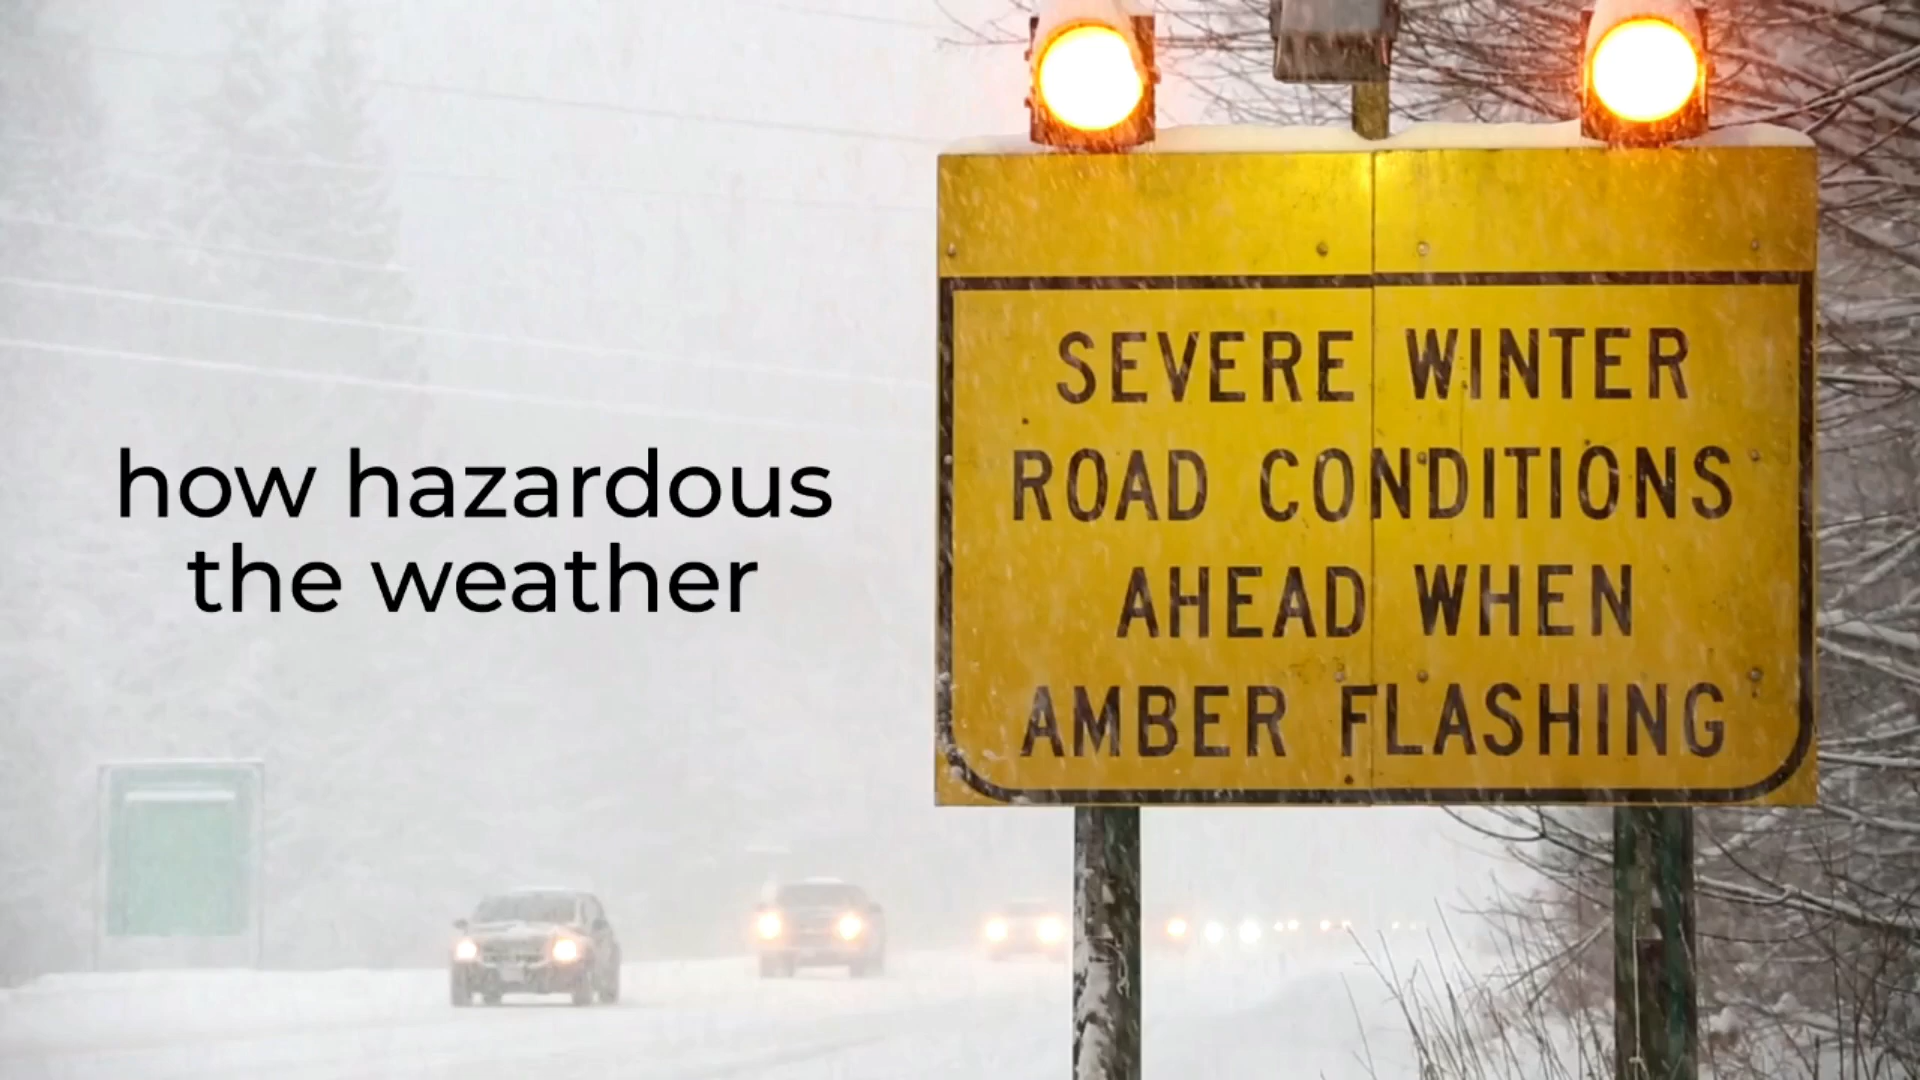 how hazardous
the weather
SEVERE WINTER
ROAD CONDITIONS
AHEAD WHEN
AMBER FLASHING